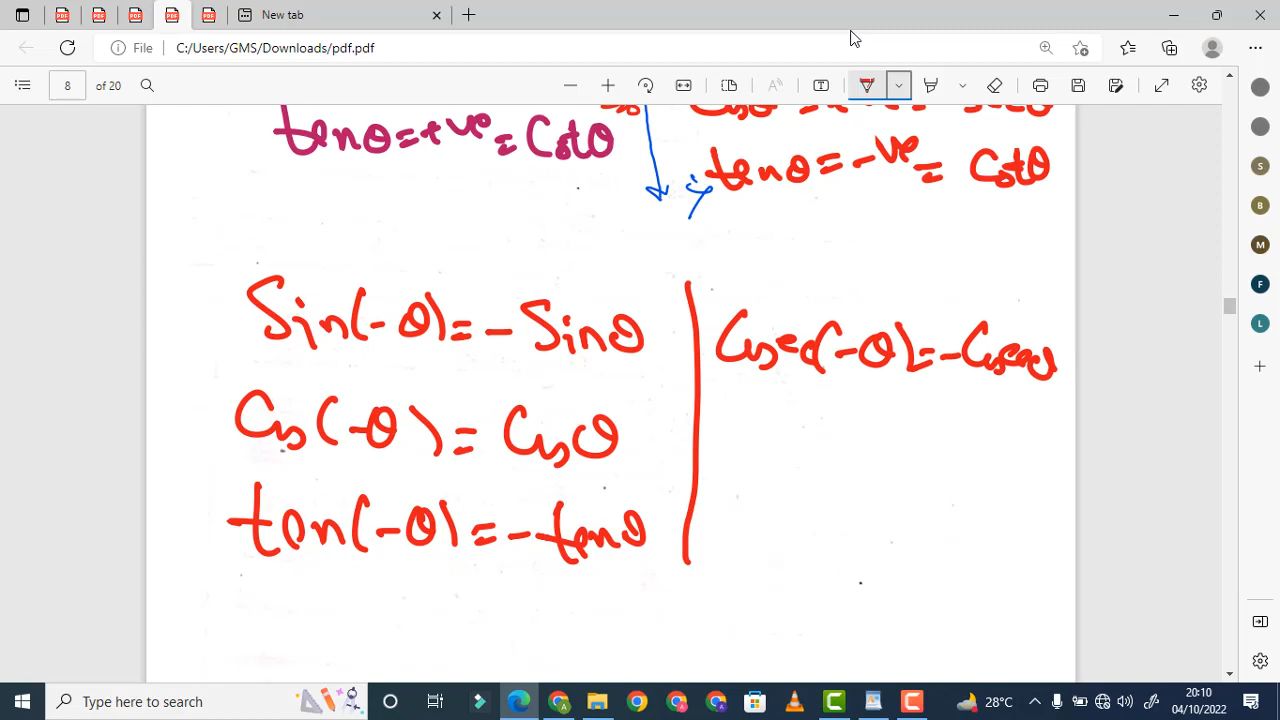 New tab
File C:/Users/GMS/Downloads/pdf.pdf
8 of 20
tanθ=+ve=Cotθ
tanθ=-ve= Cotθ
Sin(-θ)=-Sinθ
Cos(-θ)= Cosθ
tan(-θ)=-tanθ
Cosec(-θ)=-Cosecθ
S
B
M
F
L
Type here to search
28°C
20:10
04/10/2022